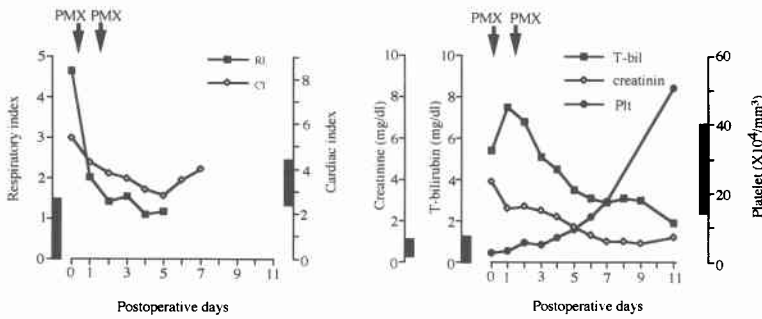 PMX PMX
5
4
3
2
1
0
Respiratory index
RI
CI
8
6
4
2
0
Cardiac index
0 1 3 5 7 9 11
Postoperative days
PMX PMX
10
8
6
4
2
0
Creatinine (mg/dl)
10
8
6
4
2
0
T-bilirubin (mg/dl)
T-bil
creatinin
Plt
60
40
20
0
Platelet (X10⁴/mm³)
0 1 3 5 7 9 11
Postoperative days